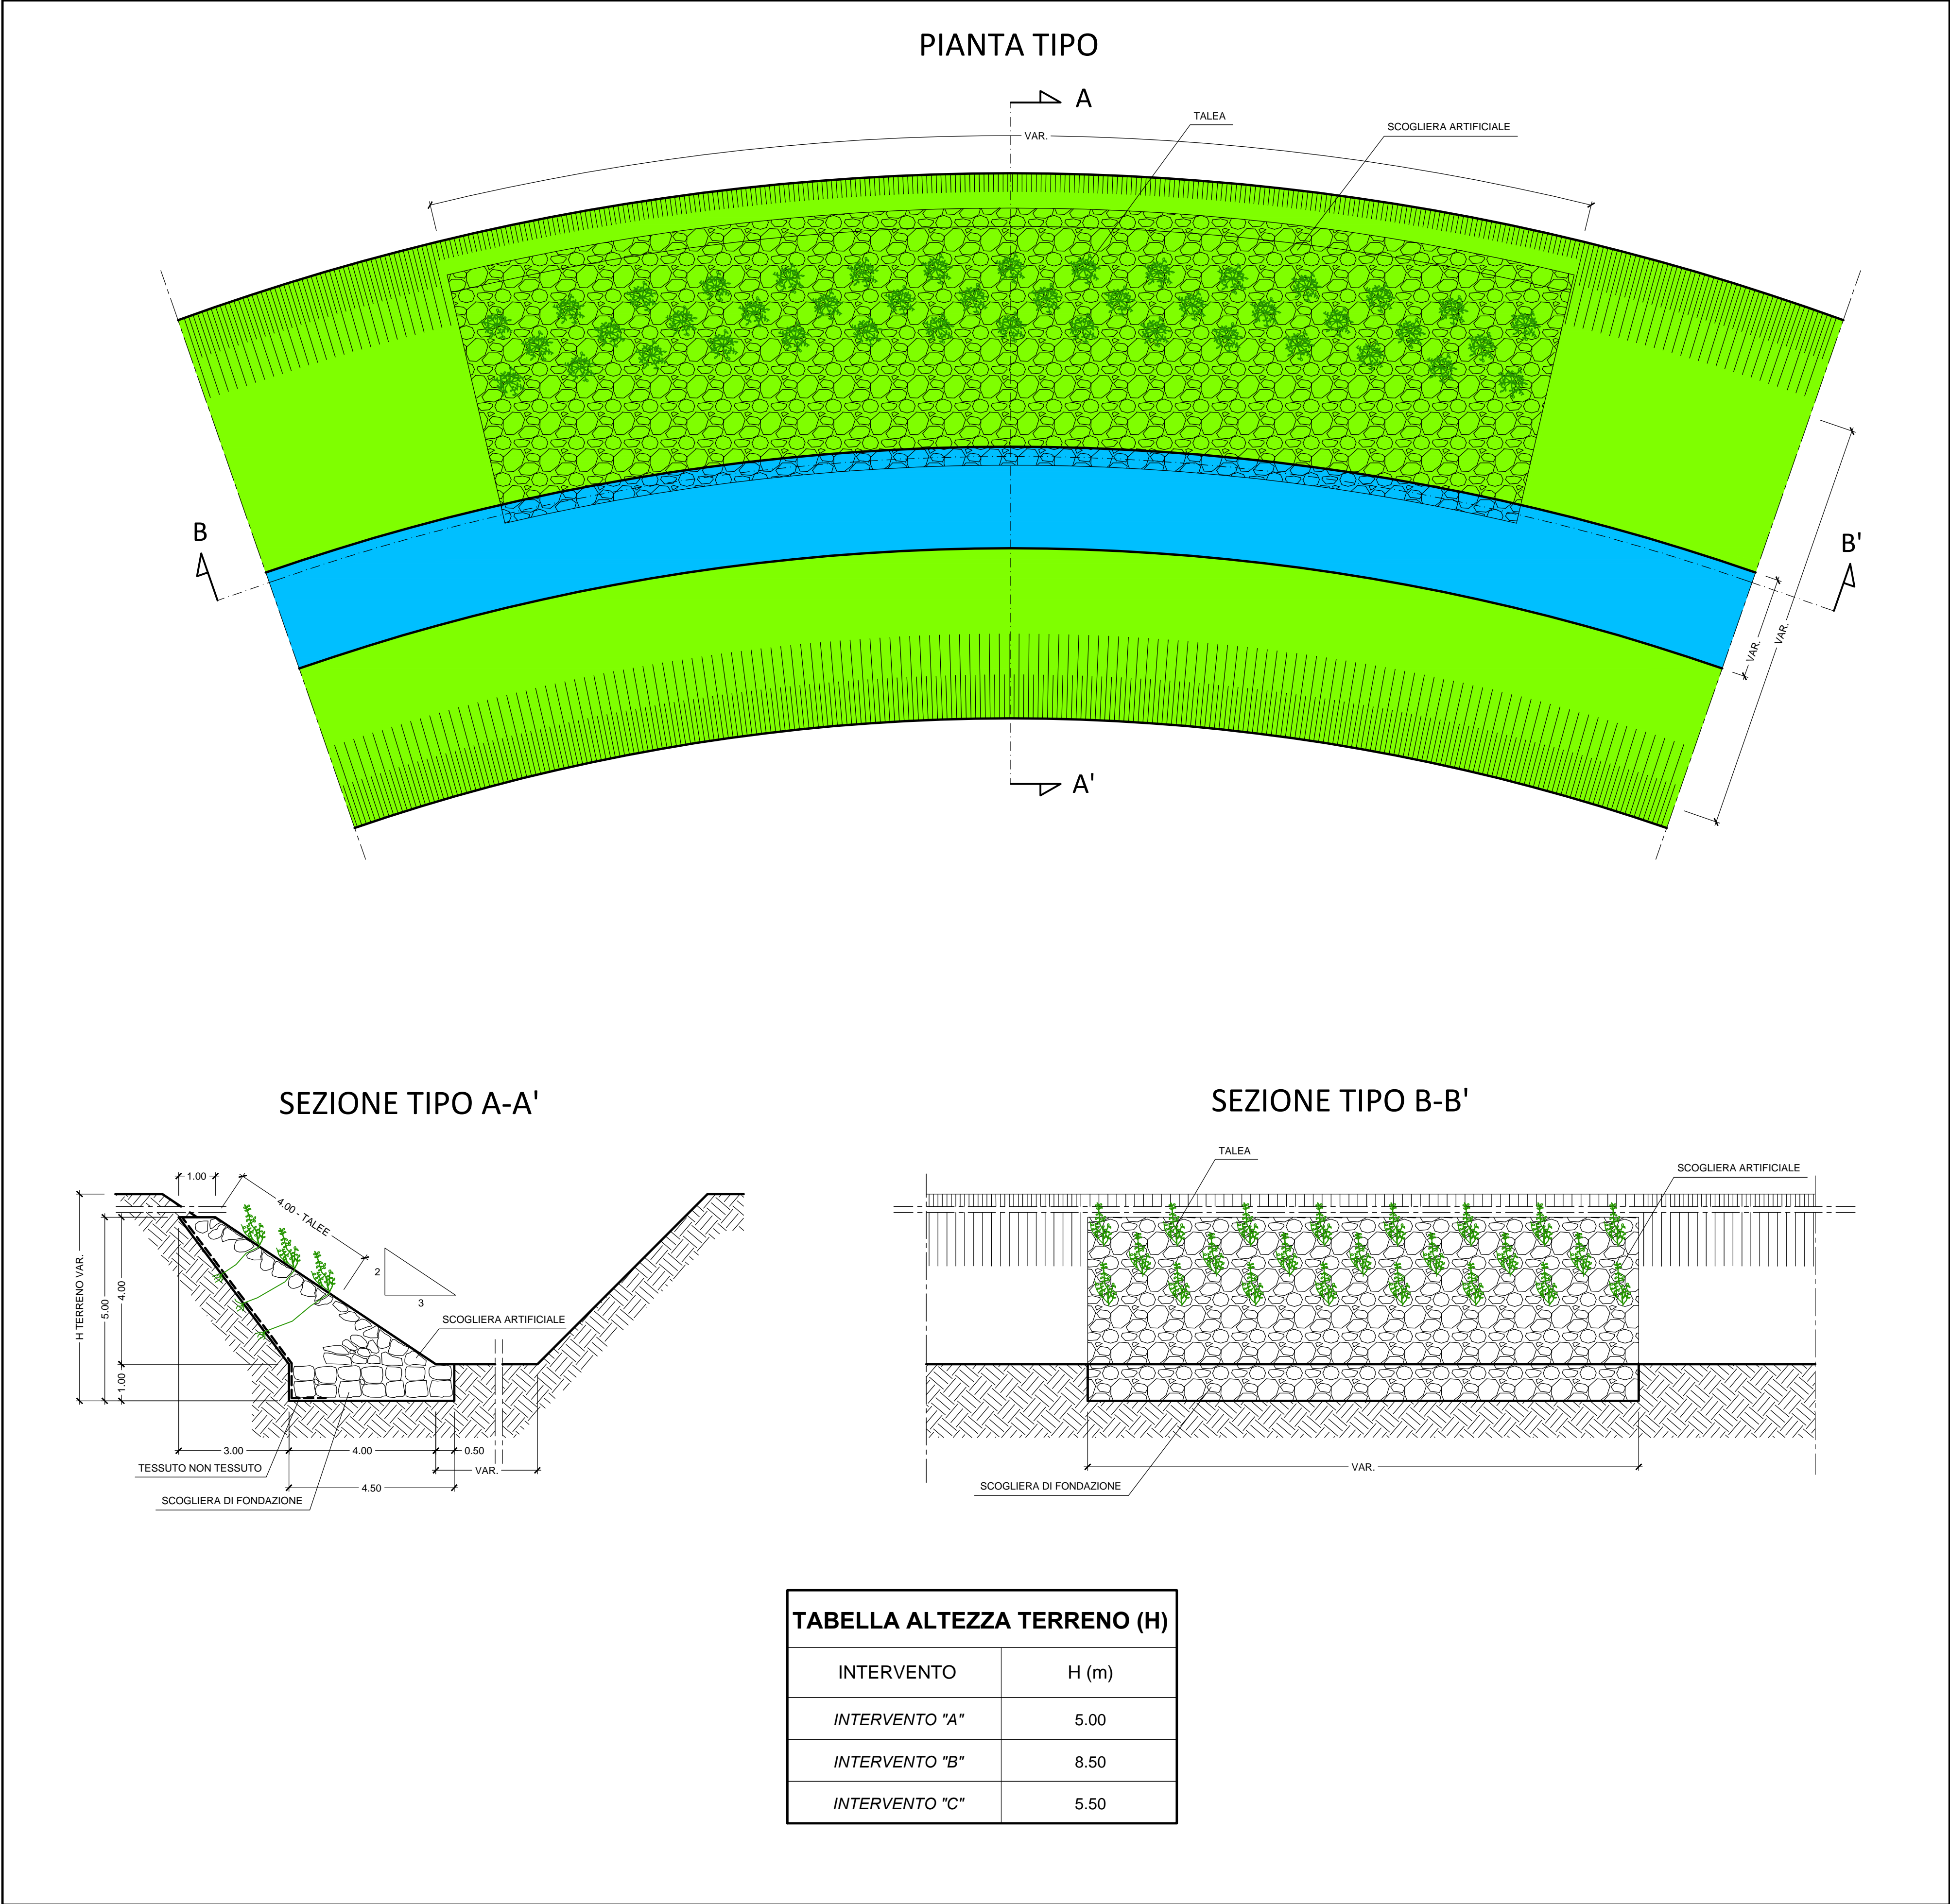 PIANTA TIPO
A
VAR.
TALEA
SCOGLIERA ARTIFICIALE
B
B'
VAR.
VAR.
A'
SEZIONE TIPO A-A'
1.00
4.00 - TALEE
2
3
H TERRENO VAR.
5.00
4.00
1.00
SCOGLIERA ARTIFICIALE
3.00
4.00
0.50
TESSUTO NON TESSUTO
VAR.
4.50
SCOGLIERA DI FONDAZIONE
SEZIONE TIPO B-B'
TALEA
SCOGLIERA ARTIFICIALE
VAR.
SCOGLIERA DI FONDAZIONE
TABELLA ALTEZZA TERRENO (H)
INTERVENTO H (m)
INTERVENTO "A" 5.00
INTERVENTO "B" 8.50
INTERVENTO "C" 5.50